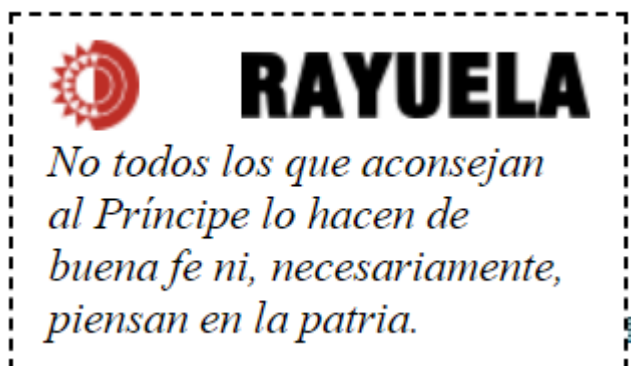 RAYUELA
No todos los que aconsejan
al Príncipe lo hacen de
buena fe ni, necesariamente,
piensan en la patria.